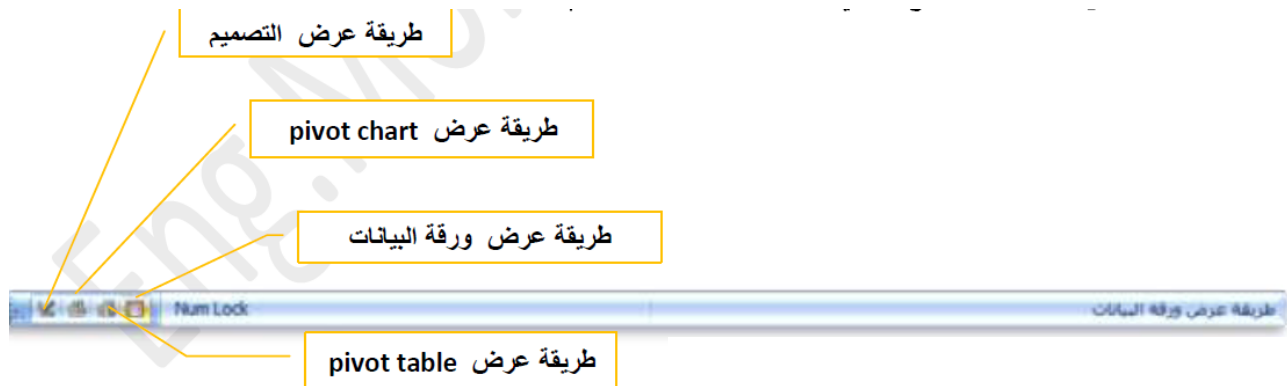 طريقة عرض التصميم
طريقة عرض pivot chart
طريقة عرض ورقة البيانات
طريقة عرض ورقة البيانات
Num Lock
طريقة عرض pivot table